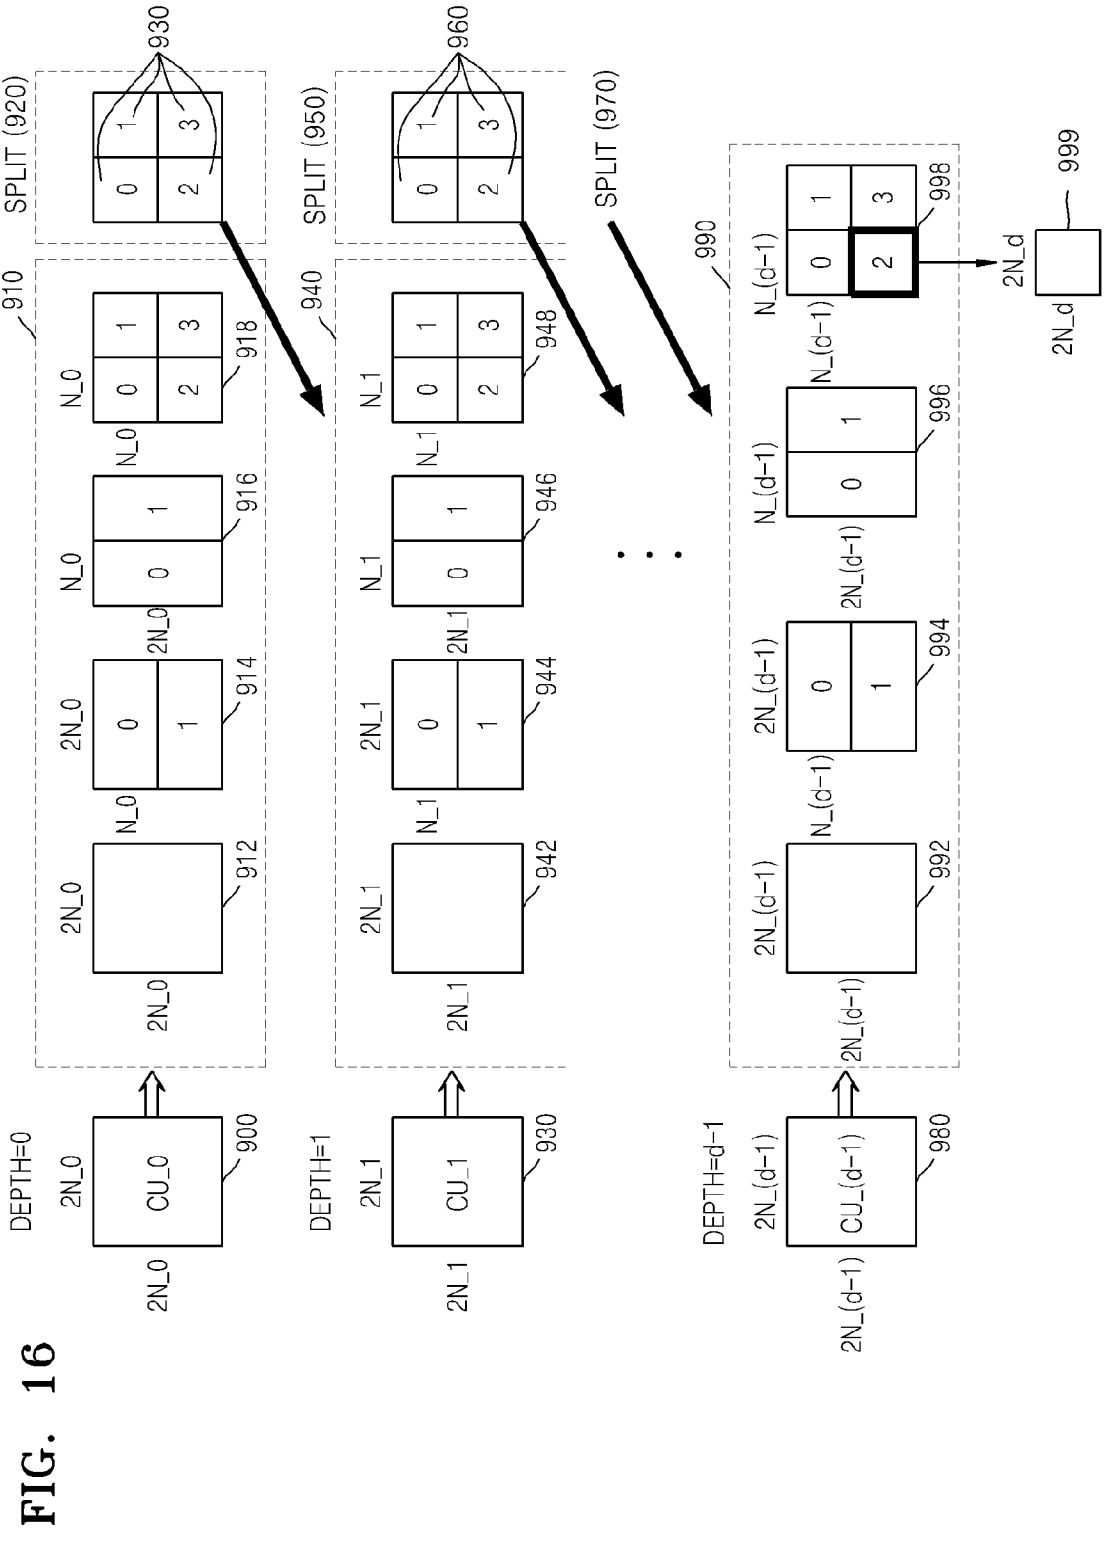 FIG. 16
DEPTH=0
2N_0
2N_0
CU_0
900
910
2N_0
2N_0
912
2N_0
N_0
0
1
914
N_0
2N_0
0 1
916
N_0
N_0
0 1
2 3
918
SPLIT (920)
0 1
2 3
930
DEPTH=1
2N_1
2N_1
CU_1
930
940
2N_1
2N_1
942
2N_1
N_1
0
1
944
N_1
2N_1
0 1
946
N_1
N_1
0 1
2 3
948
SPLIT (950)
0 1
2 3
960
SPLIT (970)
DEPTH=d-1
2N_(d-1)
2N_(d-1)
CU_(d-1)
980
990
2N_(d-1)
2N_(d-1)
992
2N_(d-1)
N_(d-1)
0
1
994
N_(d-1)
2N_(d-1)
0 1
996
N_(d-1)
N_(d-1)
0 1
2 3
998
2N_d
2N_d
999